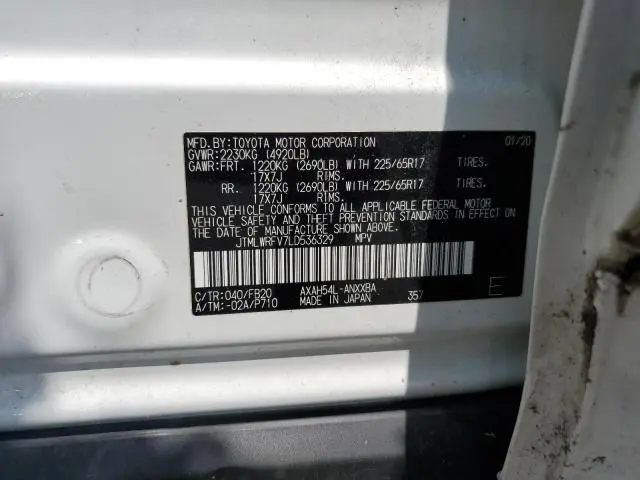 MFD. BY: TOYOTA MOTOR CORPORATION 01/20
GVWR: 2230KG (4920LB)
GAWR: FRT. 1220KG (2690LB) WITH 225/65R17 TIRES.
17X7J RIMS.
RR. 1220KG (2690LB) WITH 225/65R17 TIRES.
17X7J RIMS.
THIS VEHICLE CONFORMS TO ALL APPLICABLE FEDERAL MOTOR
VEHICLE SAFETY AND THEFT PREVENTION STANDARDS IN EFFECT ON
THE DATE OF MANUFACTURE SHOWN ABOVE.
JTMLWRFV7LD536329 MPV
C/TR: 040/FB20 AXAH54L-ANXXBA
A/TM: -02A/P710 MADE IN JAPAN 357 E